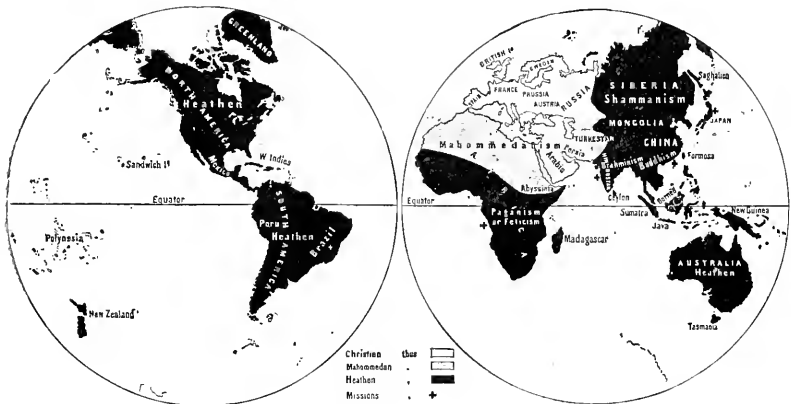 GREENLAND
NORTH AMERICA
Heathen
Mexico
Sandwich Is
W Indies
Equator
Polynesia
Peru
Heathen
Brazil
SOUTH AMERICA
New Zealand
BRITISH Is
SWEDEN
FRANCE
PRUSSIA
AUSTRIA
RUSSIA
SIBERIA
Shammanism
Saghalien
MONGOLIA
JAPAN
CHINA
TURKESTAN
Persia
Arabia
Mahommedanism
Brahminism
Buddhism
Formosa
Abyssinia
Ceylon
Equator
Paganism
or Feticism
Madagascar
Sumatra
Borneo
Java
New Guinea
AUSTRALIA
Heathen
Tasmania
Christian thus
Mahommedan "
Heathen "
Missions " +